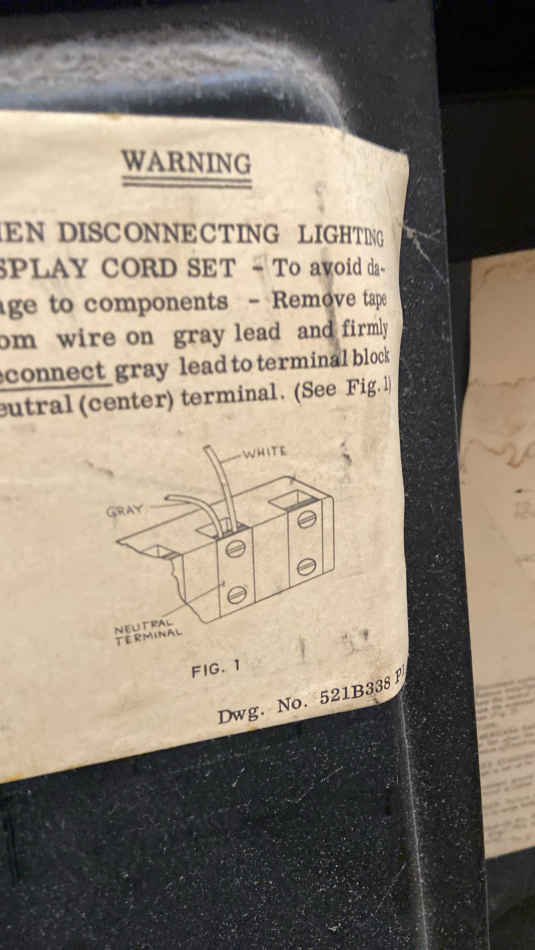 WARNING
EN DISCONNECTING LIGHTING
SPLAY CORD SET - To avoid da-
age to components - Remove tape
om wire on gray lead and firmly
econnect gray lead to terminal block
eutral (center) terminal. (See Fig. 1)
WHITE
GRAY
NEUTRAL
TERMINAL
FIG. 1
Dwg. No. 521B338 P